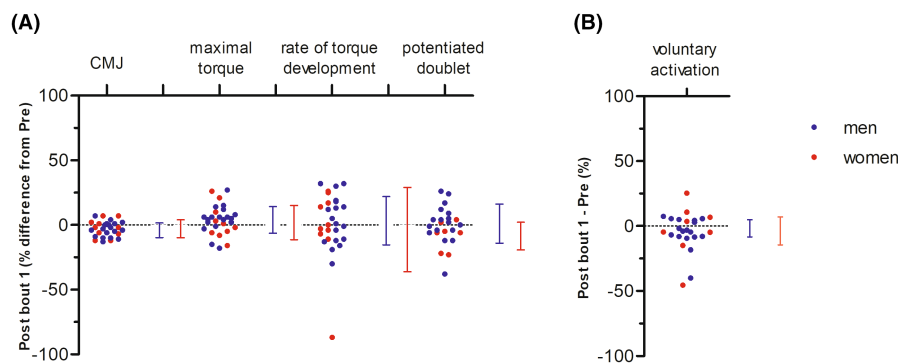 (A)
CMJ
maximal
torque
rate of torque
development
potentiated
doublet
Post bout 1 (% difference from Pre)
100
50
0
-50
-100
(B)
voluntary
activation
Post bout 1 - Pre (%)
100
50
0
-50
-100
men
women